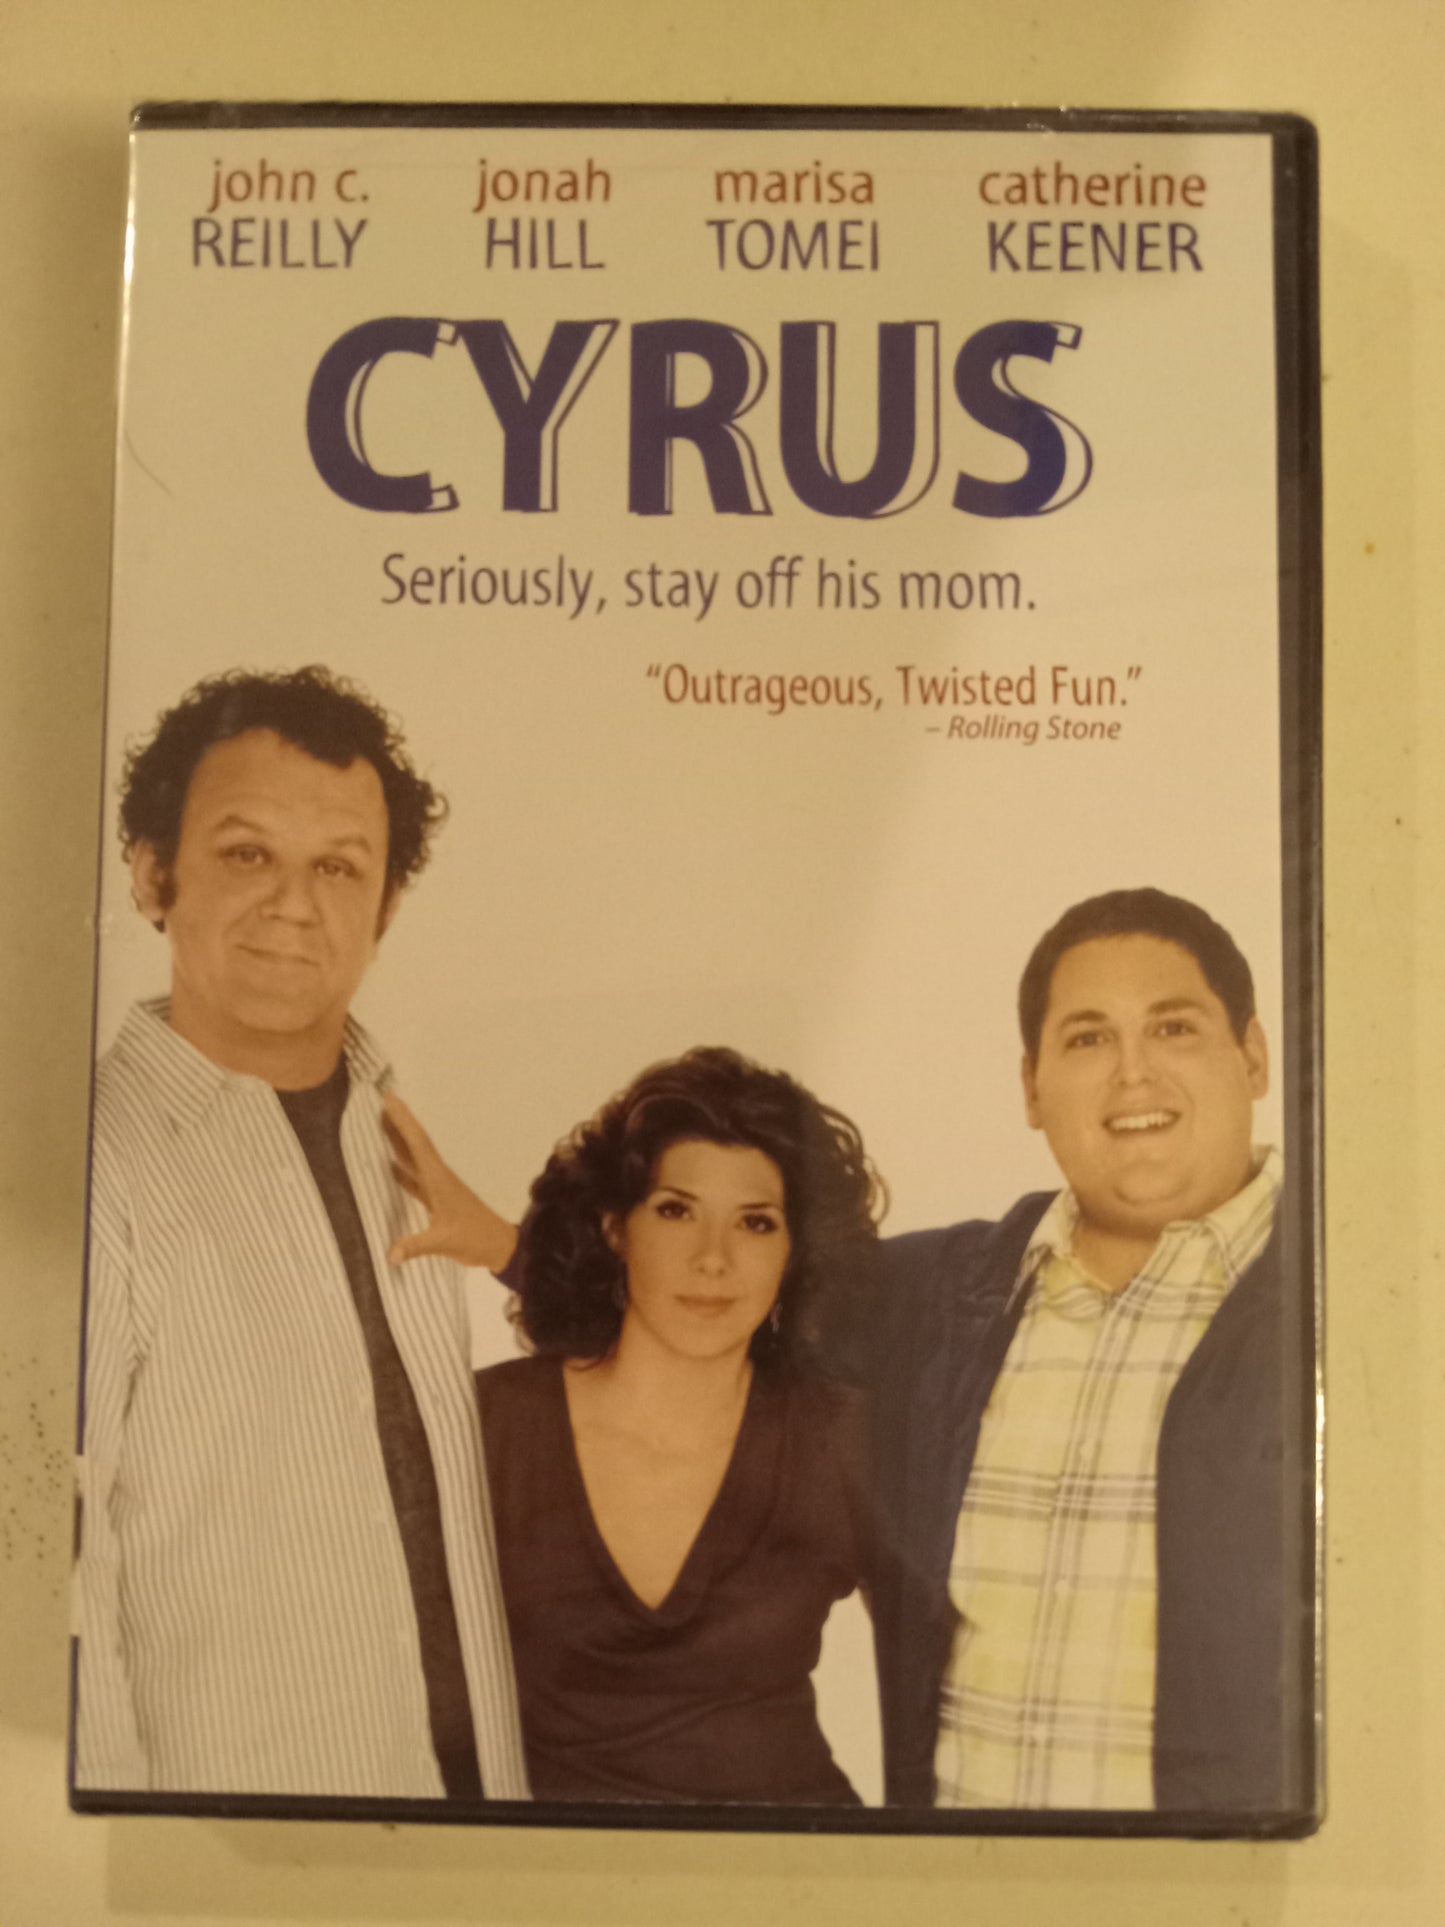 john c. jonah marisa catherine
REILLY HILL TOMEI KEENER
CYRUS
Seriously, stay off his mom.
“Outrageous, Twisted Fun.”
– Rolling Stone